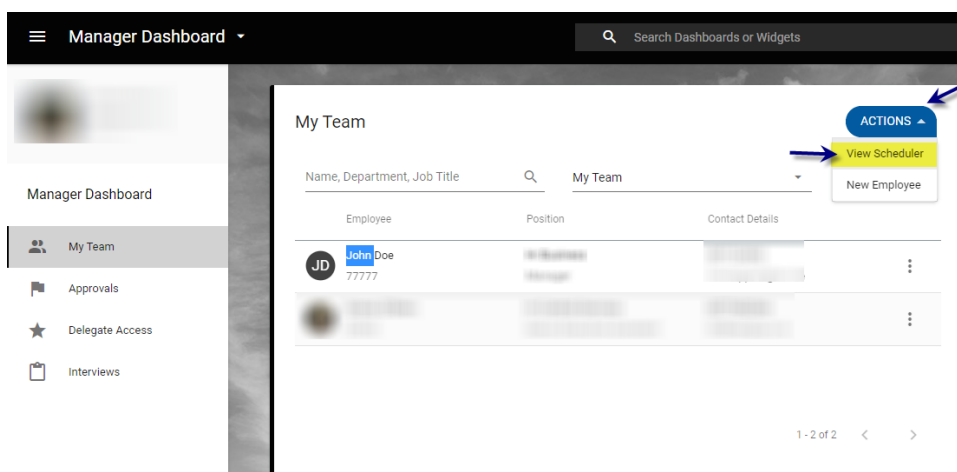 Manager Dashboard
Search Dashboards or Widgets
My Team
ACTIONS
View Scheduler
New Employee
Name, Department, Job Title
My Team
Employee Position Contact Details
JD
John Doe
77777
1 - 2 of 2
Manager Dashboard
My Team
Approvals
Delegate Access
Interviews